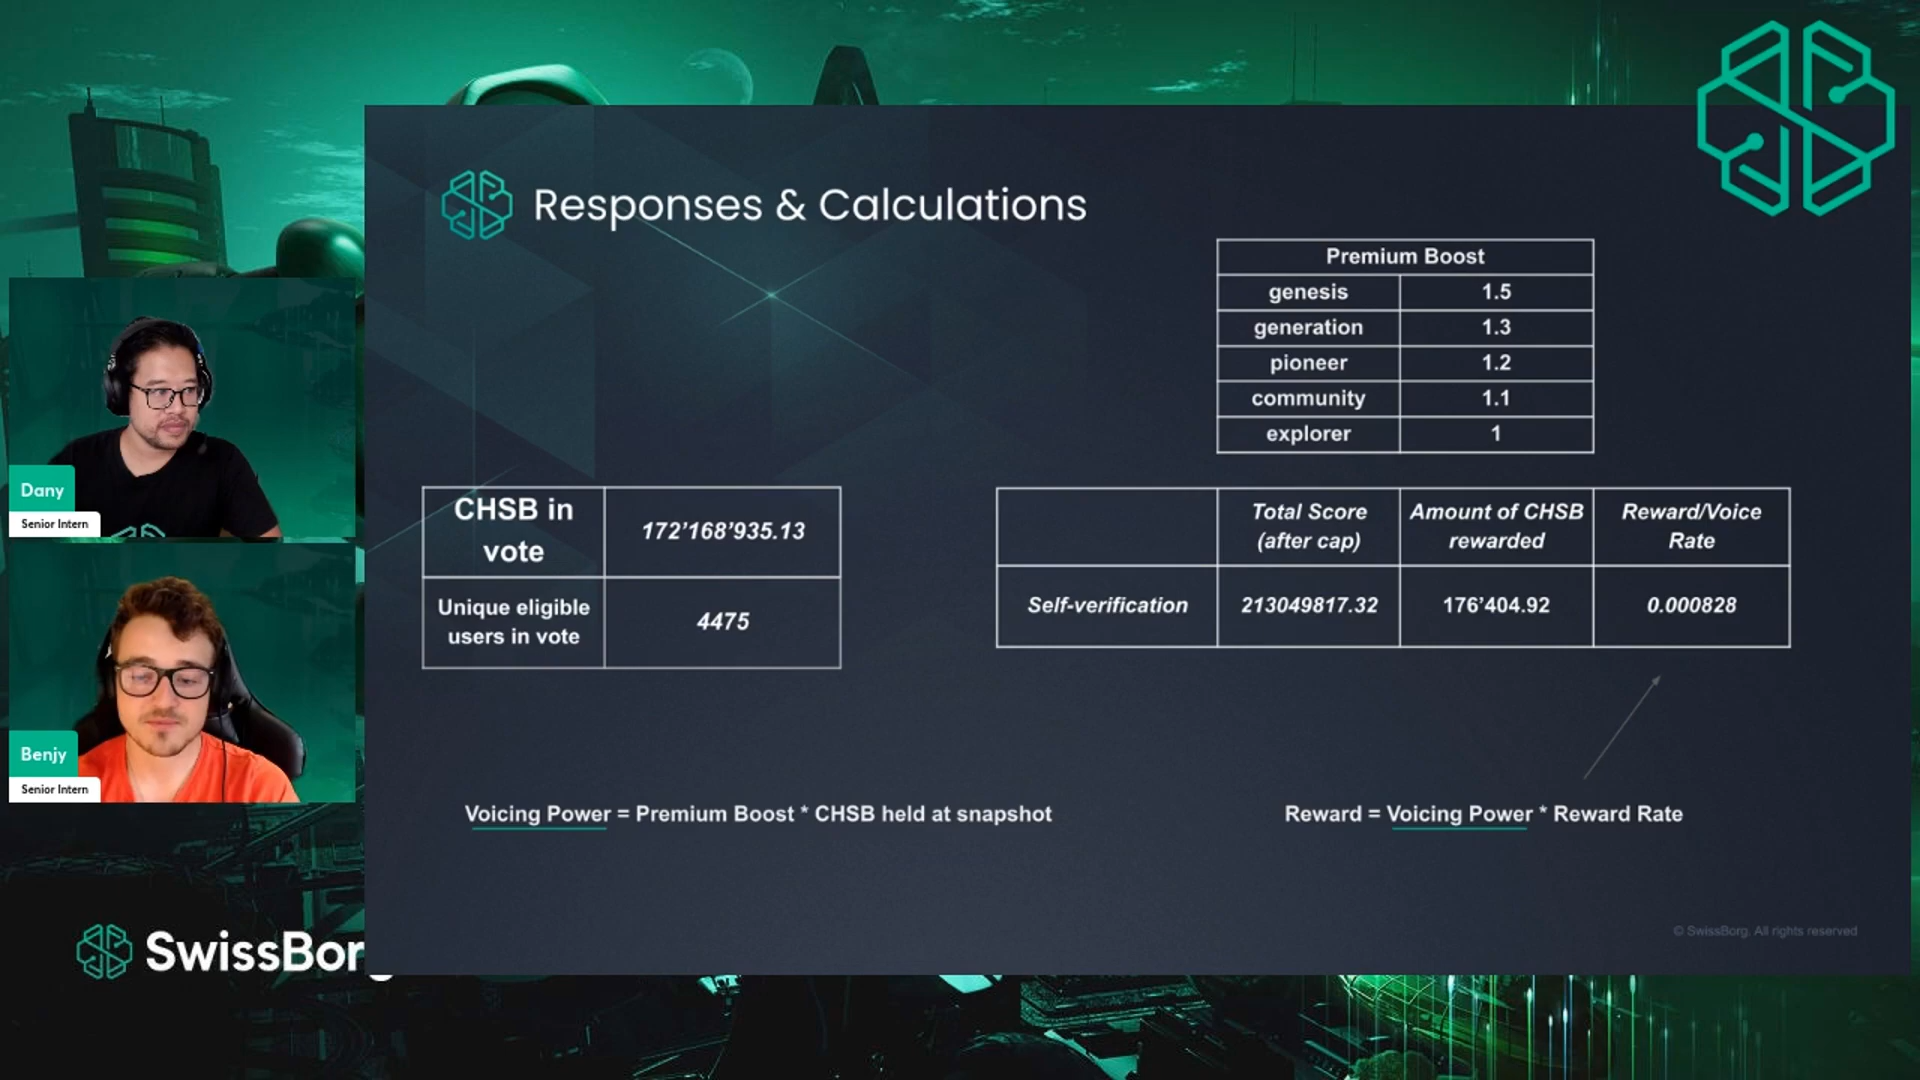 Responses & Calculations
Premium Boost
genesis 1.5
generation 1.3
pioneer 1.2
community 1.1
explorer 1
CHSB in
vote
172’168’935.13
Unique eligible
users in vote
4475
Total Score
(after cap)
Amount of CHSB
rewarded
Reward/Voice
Rate
Self-verification 213049817.32 176’404.92 0.000828
Voicing Power = Premium Boost * CHSB held at snapshot
Reward = Voicing Power * Reward Rate
© SwissBorg. All rights reserved
Dany
Senior Intern
Benjy
Senior Intern
SwissBor